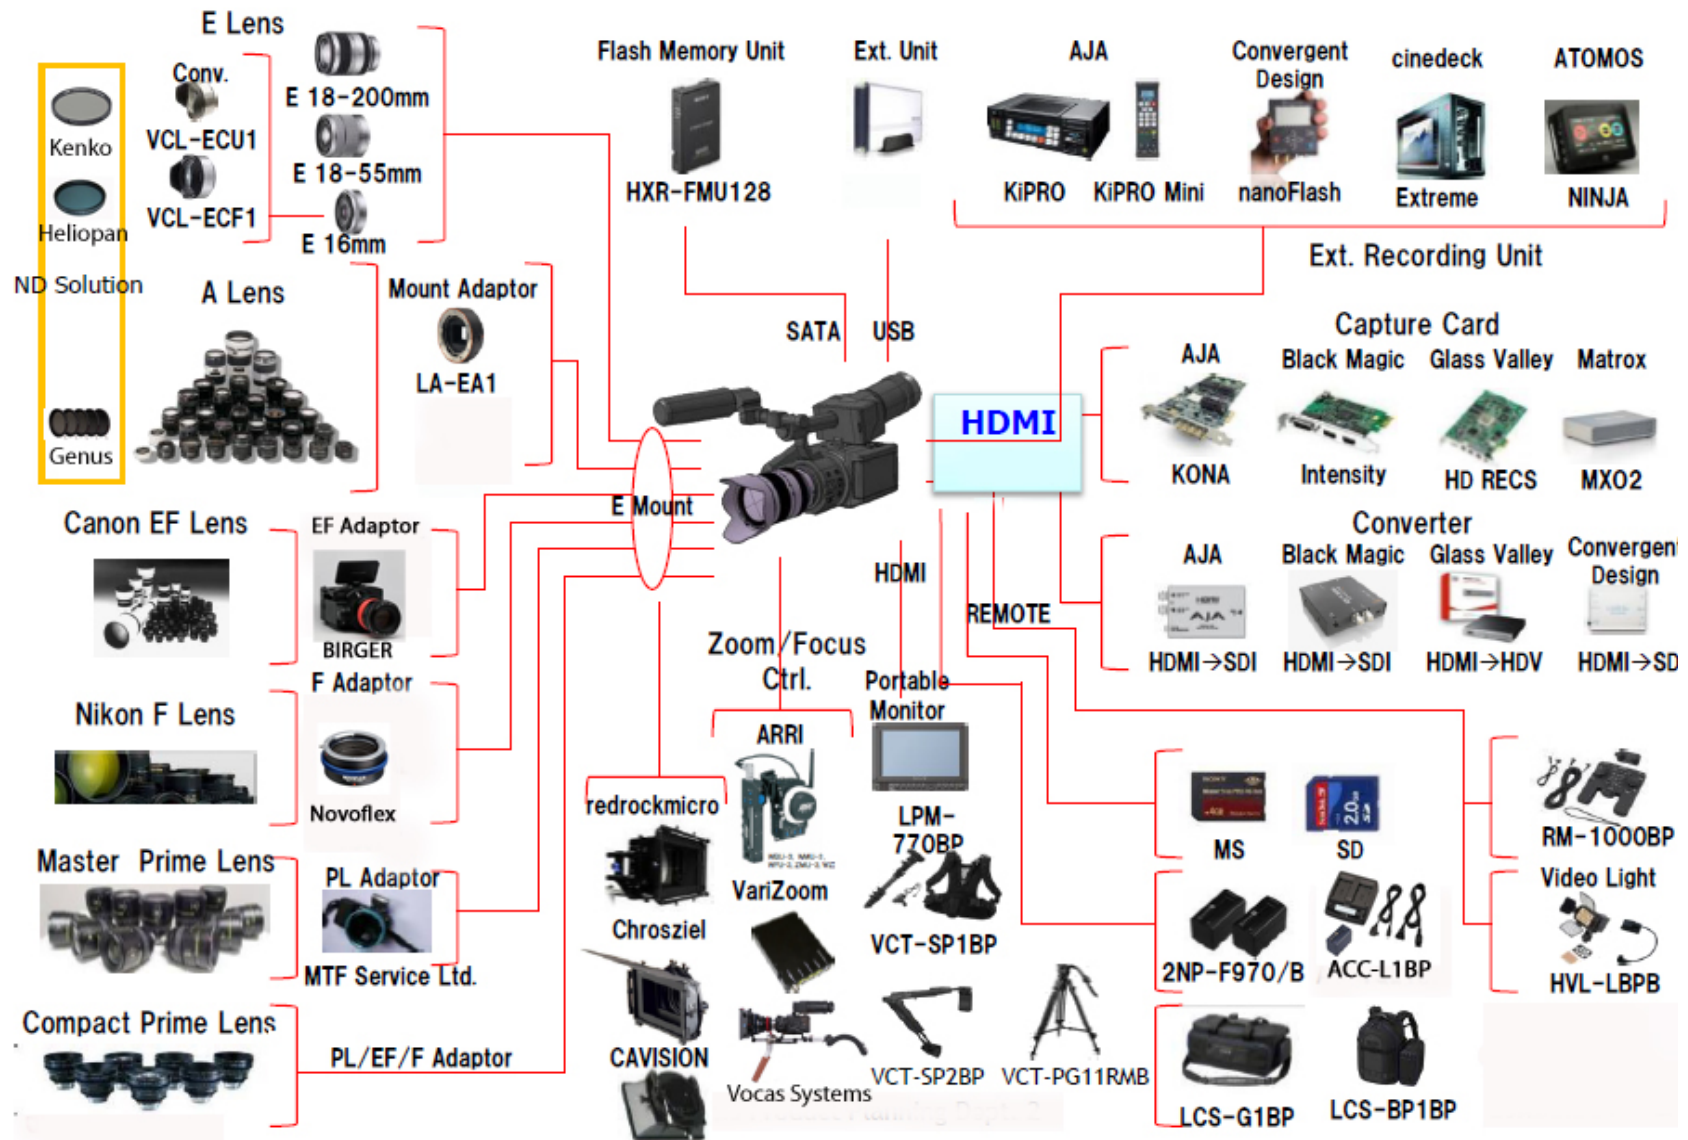 E Lens
Conv.
Kenko
VCL-ECU1
E 18-200mm
Heliopan
VCL-ECF1
E 18-55mm
E 16mm
ND Solution
Genus
A Lens
Mount Adaptor
LA-EA1
Flash Memory Unit
HXR-FMU128
Ext. Unit
AJA
KiPRO
KiPRO Mini
Convergent
Design
nanoFlash
cinedeck
Extreme
ATOMOS
NINJA
Ext. Recording Unit
SATA
USB
HDMI
Capture Card
AJA
KONA
Black Magic
Intensity
Glass Valley
HD RECS
Matrox
MXO2
E Mount
Converter
AJA
HDMI→SDI
Black Magic
HDMI→SDI
Glass Valley
HDMI→HDV
Convergent
Design
HDMI→SD
Canon EF Lens
EF Adaptor
BIRGER
Nikon F Lens
F Adaptor
Novoflex
Master Prime Lens
PL Adaptor
MTF Service Ltd.
Compact Prime Lens
PL/EF/F Adaptor
HDMI
REMOTE
Zoom/Focus
Ctrl.
redrockmicro
Chrosziel
CAVISION
ARRI
VariZoom
Vocas Systems
Portable
Monitor
LPM-
770BP
VCT-SP1BP
VCT-SP2BP
VCT-PG11RMB
MS
SD
2NP-F970/B
ACC-L1BP
LCS-G1BP
LCS-BP1BP
RM-1000BP
Video Light
HVL-LBPB